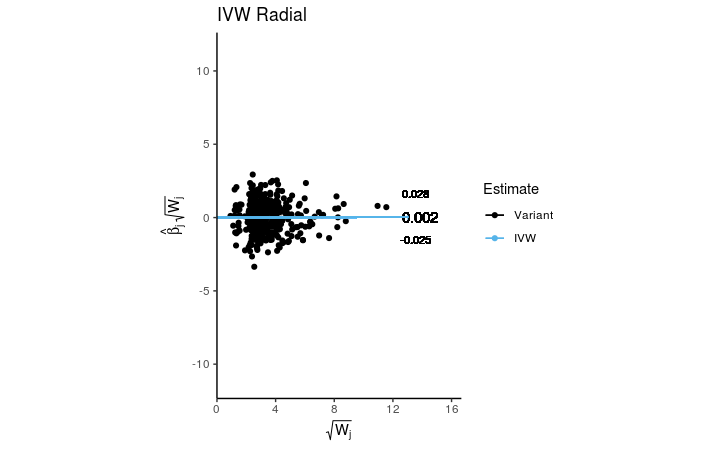 IVW Radial
10
5
0
-5
-10
β̂ⱼ√Wⱼ
0.028
0.002
-0.025
0
4
8
12
16
√Wⱼ
Estimate
Variant
IVW